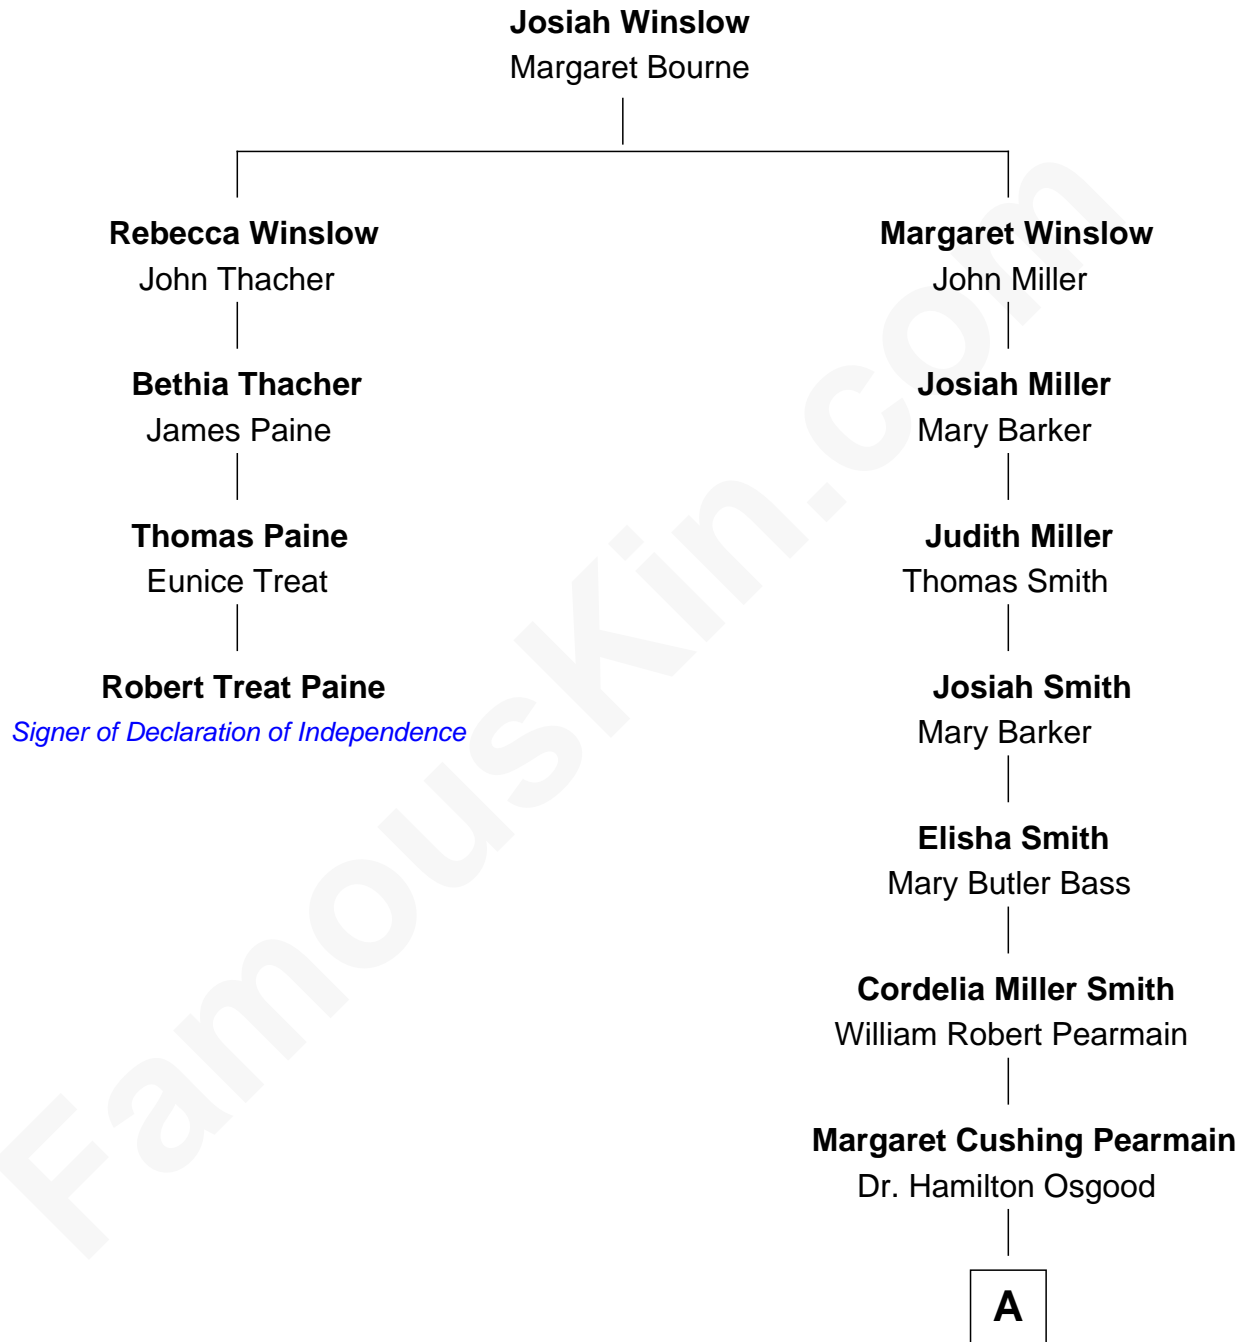 Josiah Winslow
Margaret Bourne
Rebecca Winslow
John Thacher
Margaret Winslow
John Miller
Bethia Thacher
James Paine
Josiah Miller
Mary Barker
Thomas Paine
Eunice Treat
Judith Miller
Thomas Smith
Robert Treat Paine
Signer of Declaration of Independence
Josiah Smith
Mary Barker
Elisha Smith
Mary Butler Bass
Cordelia Miller Smith
William Robert Pearmain
Margaret Cushing Pearmain
Dr. Hamilton Osgood
A
FamousKin.com